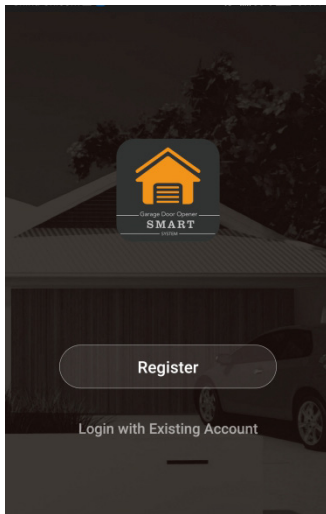 Garage Door Opener
SMART
SYSTEM
Register
Login with Existing Account